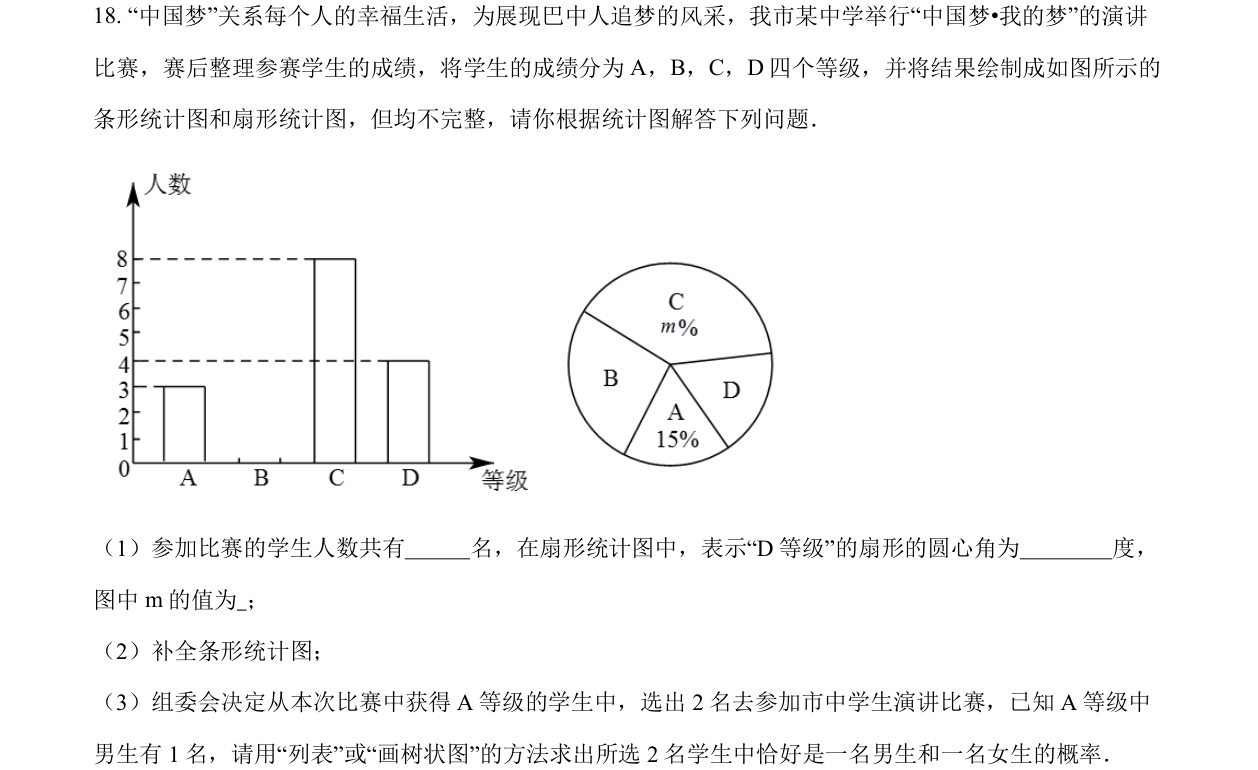 18. “中国梦”关系每个人的幸福生活，为展现巴中人追梦的风采，我市某中学举行“中国梦•我的梦”的演讲
比赛，赛后整理参赛学生的成绩，将学生的成绩分为 A，B，C，D 四个等级，并将结果绘制成如图所示的
条形统计图和扇形统计图，但均不完整，请你根据统计图解答下列问题．
人数
8
7
6
5
4
3
2
1
0
A B C D 等级
C
m%
B
D
A
15%
（1）参加比赛的学生人数共有______名，在扇形统计图中，表示“D 等级”的扇形的圆心角为________度，
图中 m 的值为_；
（2）补全条形统计图；
（3）组委会决定从本次比赛中获得 A 等级的学生中，选出 2 名去参加市中学生演讲比赛，已知 A 等级中
男生有 1 名，请用“列表”或“画树状图”的方法求出所选 2 名学生中恰好是一名男生和一名女生的概率．